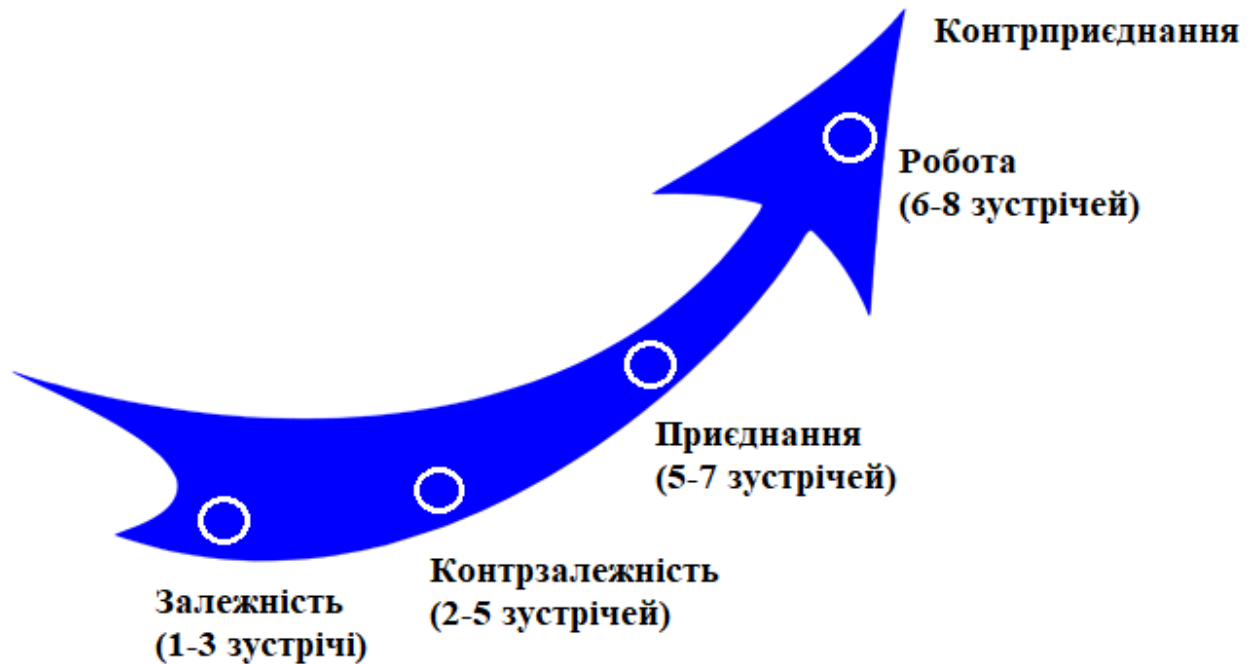 Контрприєднання
Робота
(6-8 зустрічей)
Приєднання
(5-7 зустрічей)
Контрзалежність
(2-5 зустрічей)
Залежність
(1-3 зустрічі)